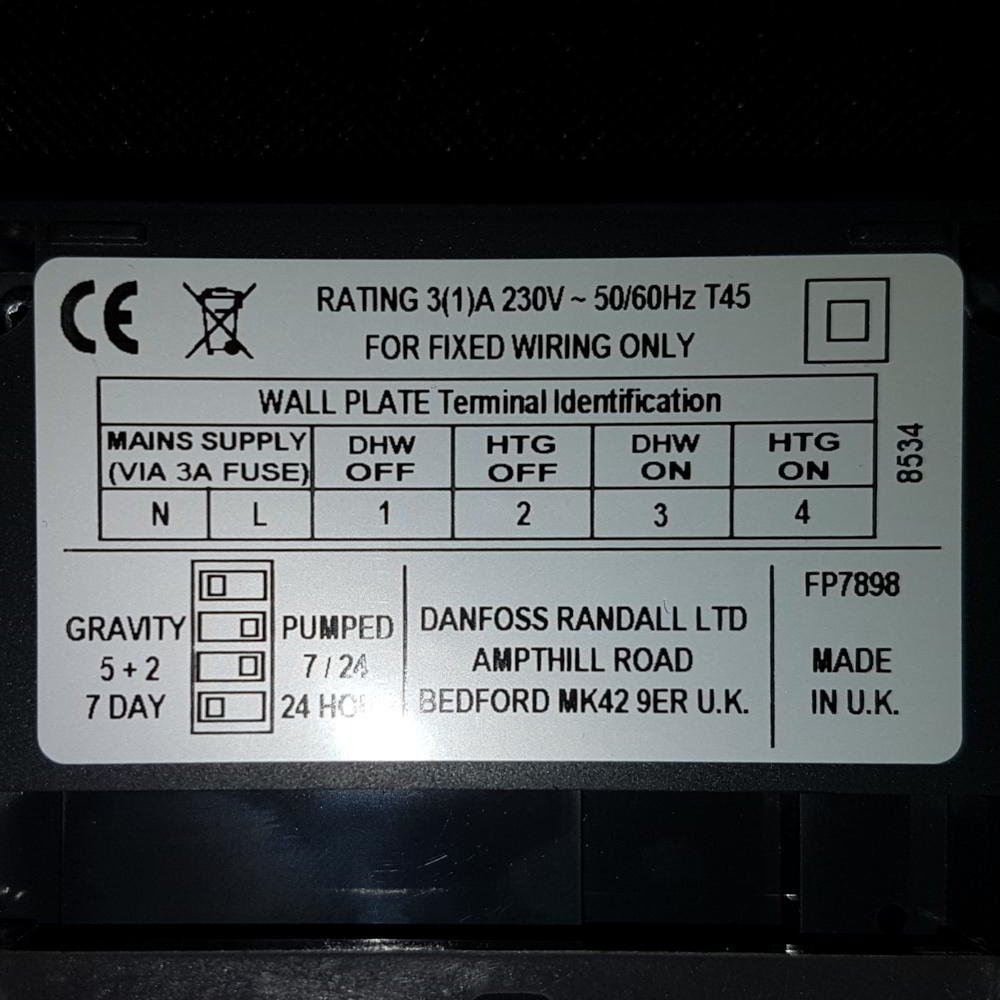 CE
RATING 3(1)A 230V ~ 50/60Hz T45
FOR FIXED WIRING ONLY
WALL PLATE Terminal Identification
MAINS SUPPLY
(VIA 3A FUSE)
DHW
OFF
HTG
OFF
DHW
ON
HTG
ON
N L 1 2 3 4
8534
GRAVITY PUMPED
5 + 2 7 / 24
7 DAY 24
DANFOSS RANDALL LTD
AMPTHILL ROAD
BEDFORD MK42 9ER U.K.
FP7898
MADE
IN U.K.